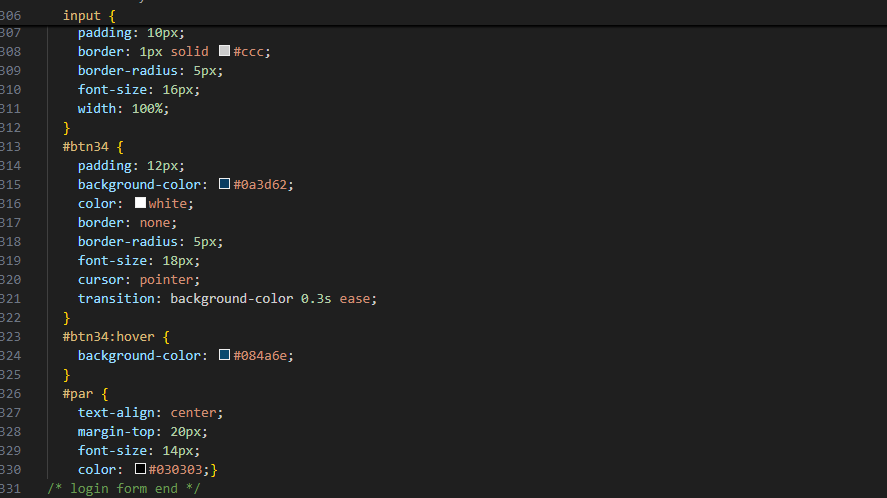 306 input {
307 padding: 10px;
308 border: 1px solid #ccc;
309 border-radius: 5px;
310 font-size: 16px;
311 width: 100%;
312 }
313 #btn34 {
314 padding: 12px;
315 background-color: #0a3d62;
316 color: white;
317 border: none;
318 border-radius: 5px;
319 font-size: 18px;
320 cursor: pointer;
321 transition: background-color 0.3s ease;
322 }
323 #btn34:hover {
324 background-color: #084a6e;
325 }
326 #par {
327 text-align: center;
328 margin-top: 20px;
329 font-size: 14px;
330 color: #030303;}
331 /* login form end */